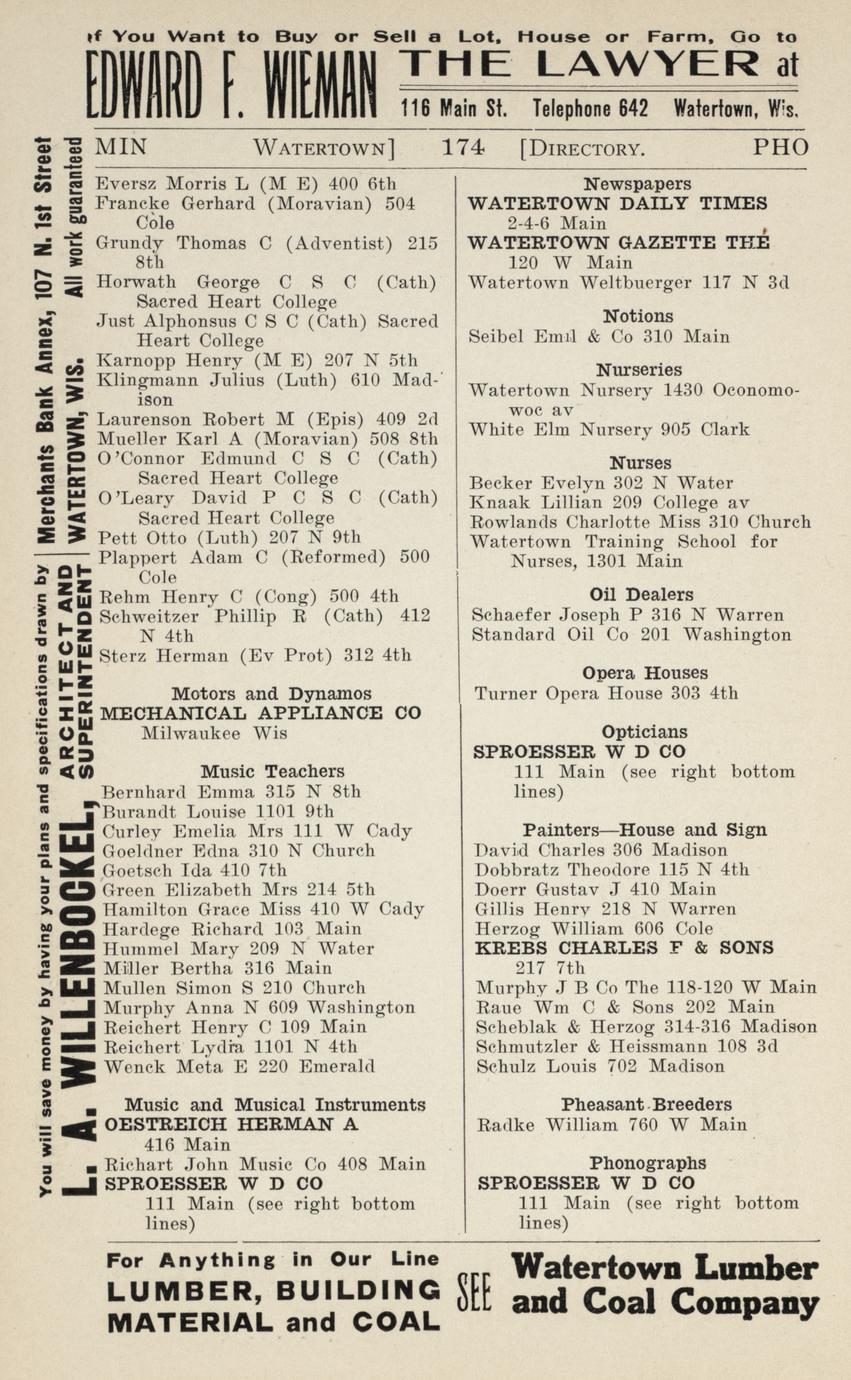 If You Want to Buy or Sell a Lot, House or Farm, Go to
EDWARD F. WIEMAN THE LAWYER at
116 Main St. Telephone 642 Watertown, Wis.
MIN WATERTOWN] 174 [DIRECTORY. PHO
Eversz Morris L (M E) 400 6th
Francke Gerhard (Moravian) 504
Cole
Grundy Thomas C (Adventist) 215
8th
Horwath George C S C (Cath)
Sacred Heart College
Just Alphonsus C S C (Cath) Sacred
Heart College
Karnopp Henry (M E) 207 N 5th
Klingmann Julius (Luth) 610 Mad-
ison
Laurenson Robert M (Epis) 409 2d
Mueller Karl A (Moravian) 508 8th
O'Connor Edmund C S C (Cath)
Sacred Heart College
O'Leary David P C S C (Cath)
Sacred Heart College
Pett Otto (Luth) 207 N 9th
Plappert Adam C (Reformed) 500
Cole
Rehm Henry C (Cong) 500 4th
Schweitzer Phillip R (Cath) 412
N 4th
Sterz Herman (Ev Prot) 312 4th
Motors and Dynamos
MECHANICAL APPLIANCE CO
Milwaukee Wis
Music Teachers
Bernhard Emma 315 N 8th
Burandt Louise 1101 9th
Curley Emelia Mrs 111 W Cady
Goeldner Edna 310 N Church
Goetsch Ida 410 7th
Green Elizabeth Mrs 214 5th
Hamilton Grace Miss 410 W Cady
Hardege Richard 103 Main
Hummel Mary 209 N Water
Miller Bertha 316 Main
Mullen Simon S 210 Church
Murphy Anna N 609 Washington
Reichert Henry C 109 Main
Reichert Lydia 1101 N 4th
Wenck Meta E 220 Emerald
Music and Musical Instruments
OESTREICH HERMAN A
416 Main
Richart John Music Co 408 Main
SPROESSER W D CO
111 Main (see right bottom
lines)
Newspapers
WATERTOWN DAILY TIMES
2-4-6 Main
WATERTOWN GAZETTE THE
120 W Main
Watertown Weltbuerger 117 N 3d
Notions
Seibel Emil & Co 310 Main
Nurseries
Watertown Nursery 1430 Oconomo-
woc av
White Elm Nursery 905 Clark
Nurses
Becker Evelyn 302 N Water
Knaak Lillian 209 College av
Rowlands Charlotte Miss 310 Church
Watertown Training School for
Nurses, 1301 Main
Oil Dealers
Schaefer Joseph P 316 N Warren
Standard Oil Co 201 Washington
Opera Houses
Turner Opera House 303 4th
Opticians
SPROESSER W D CO
111 Main (see right bottom
lines)
Painters—House and Sign
David Charles 306 Madison
Dobbratz Theodore 115 N 4th
Doerr Gustav J 410 Main
Gillis Henry 218 N Warren
Herzog William 606 Cole
KREBS CHARLES F & SONS
217 7th
Murphy J B Co The 118-120 W Main
Raue Wm C & Sons 202 Main
Scheblak & Herzog 314-316 Madison
Schmutzler & Heissmann 108 3d
Schulz Louis 702 Madison
Pheasant Breeders
Radke William 760 W Main
Phonographs
SPROESSER W D CO
111 Main (see right bottom
lines)
You will save money by having your plans and specifications drawn by
L. A. WILLENBOCKEL, ARCHITECT AND
SUPERINTENDENT
Merchants Bank Annex, 107 N. 1st Street
WATERTOWN, WIS. All work guaranteed
For Anything in Our Line
LUMBER, BUILDING
MATERIAL and COAL
SEE
Watertown Lumber
and Coal Company